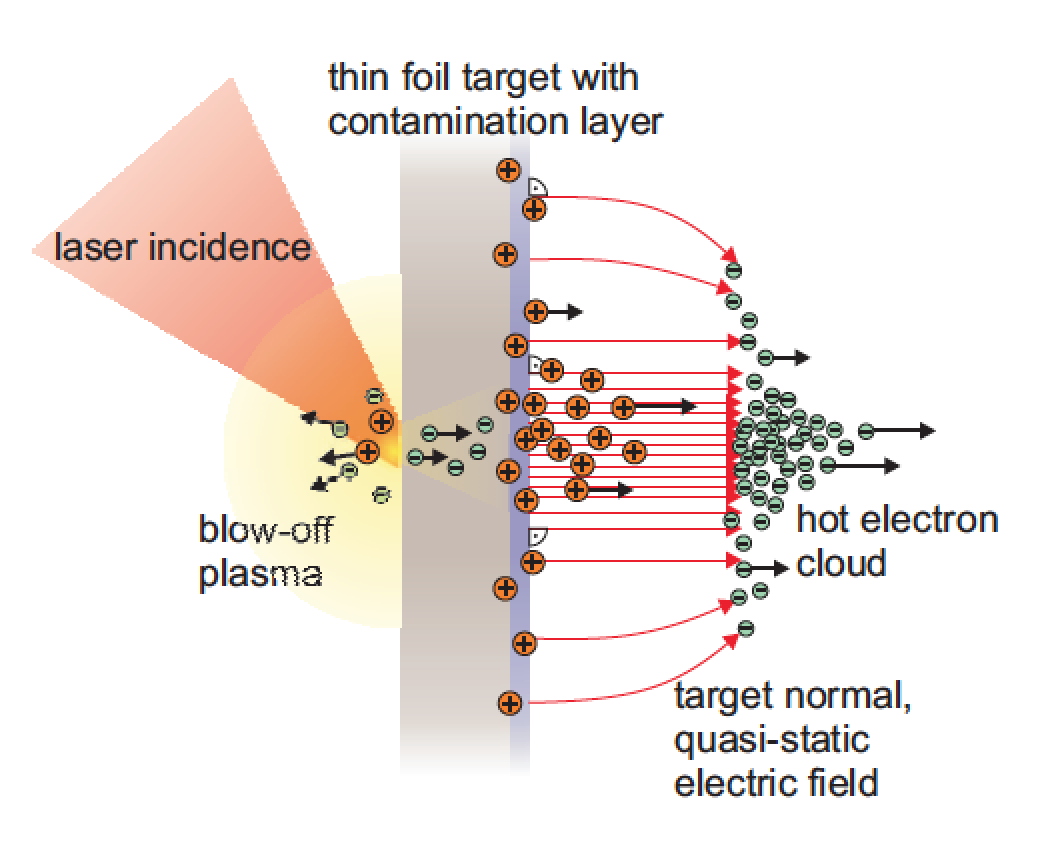 thin foil target with
contamination layer
laser incidence
blow-off
plasma
hot electron
cloud
target normal,
quasi-static
electric field